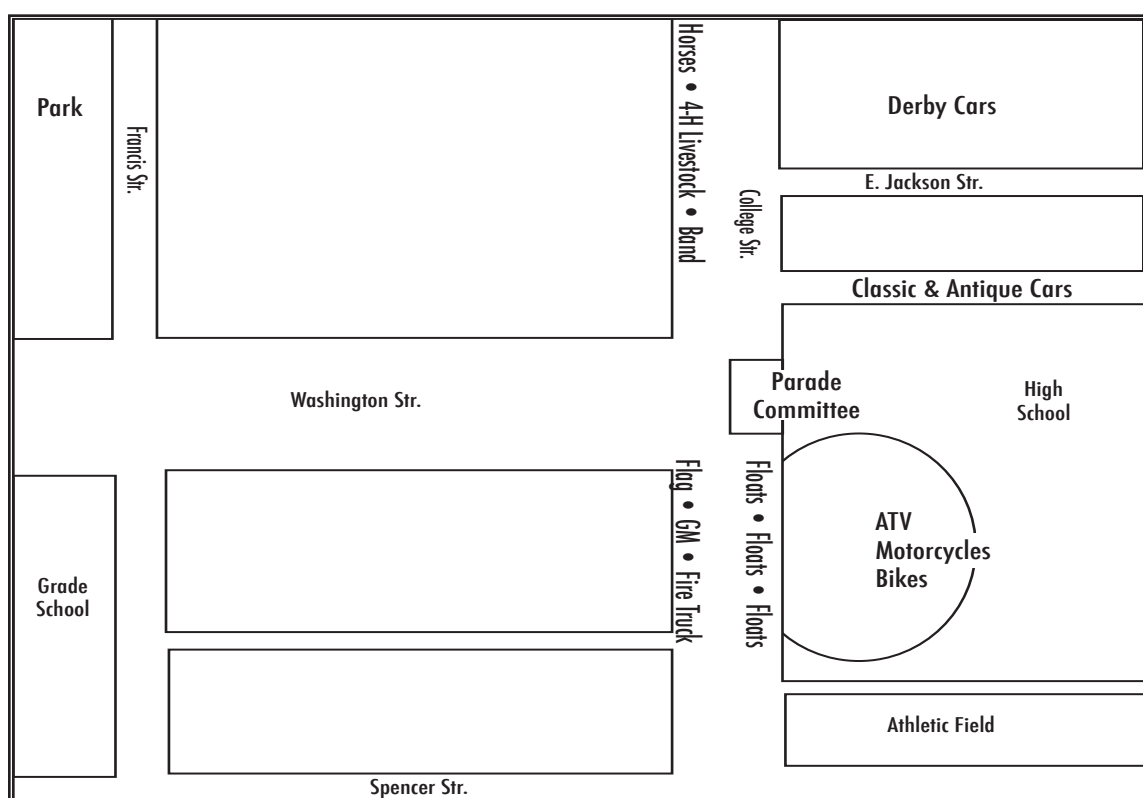 Park
Francis Str.
Horses • 4-H Livestock • Band
College Str.
Derby Cars
E. Jackson Str.
Classic & Antique Cars
Washington Str.
Parade
Committee
High
School
Flag • GM • Fire Truck
Floats • Floats • Floats
ATV
Motorcycles
Bikes
Grade
School
Athletic Field
Spencer Str.